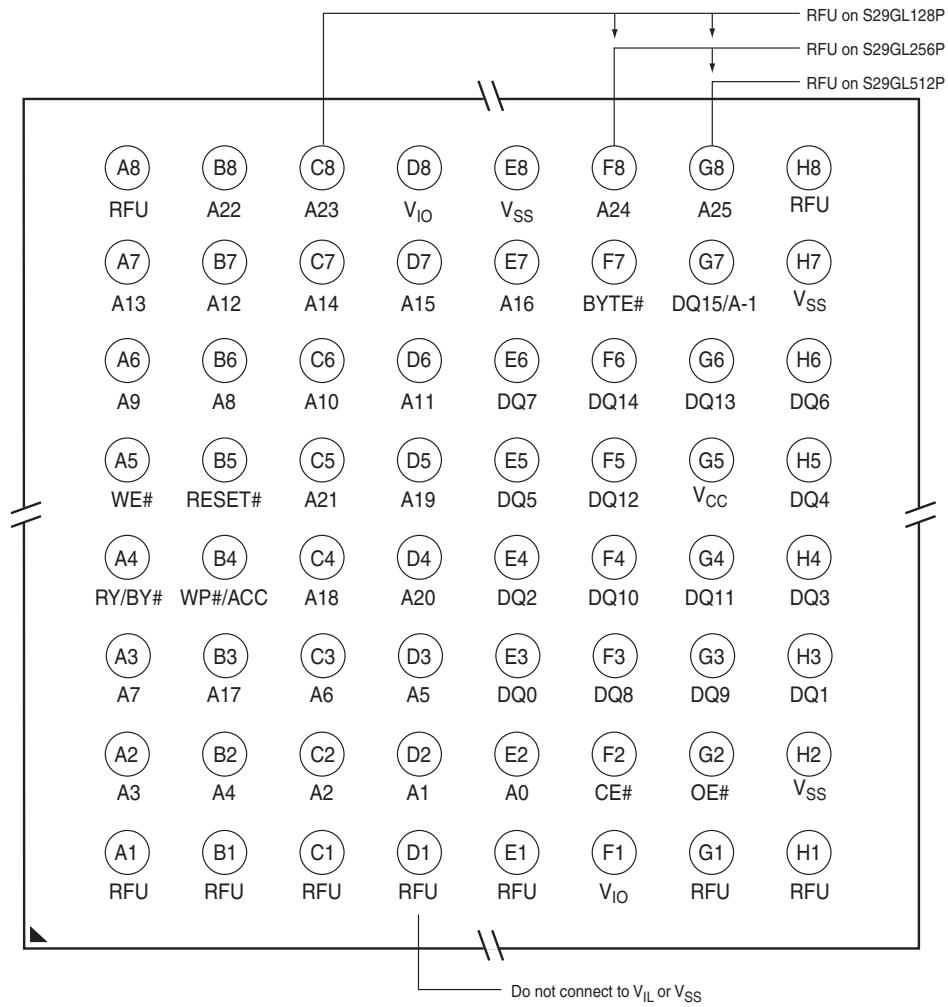 RFU on S29GL128P
RFU on S29GL256P
RFU on S29GL512P
A8 B8 C8 D8 E8 F8 G8 H8
RFU A22 A23 VIO VSS A24 A25 RFU
A7 B7 C7 D7 E7 F7 G7 H7
A13 A12 A14 A15 A16 BYTE# DQ15/A-1 VSS
A6 B6 C6 D6 E6 F6 G6 H6
A9 A8 A10 A11 DQ7 DQ14 DQ13 DQ6
A5 B5 C5 D5 E5 F5 G5 H5
WE# RESET# A21 A19 DQ5 DQ12 VCC DQ4
A4 B4 C4 D4 E4 F4 G4 H4
RY/BY# WP#/ACC A18 A20 DQ2 DQ10 DQ11 DQ3
A3 B3 C3 D3 E3 F3 G3 H3
A7 A17 A6 A5 DQ0 DQ8 DQ9 DQ1
A2 B2 C2 D2 E2 F2 G2 H2
A3 A4 A2 A1 A0 CE# OE# VSS
A1 B1 C1 D1 E1 F1 G1 H1
RFU RFU RFU RFU RFU VIO RFU RFU
Do not connect to VIL or VSS